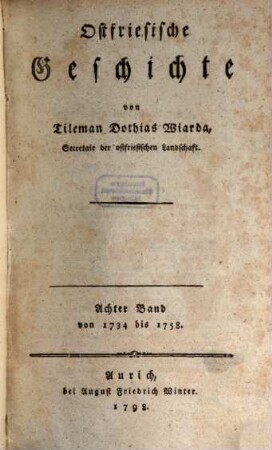 Ostfriesische
Geschichte
von
Tileman Dothias Wiarda,
Secretair der ostfriesischen Landschaft.
Achter Band
von 1734 bis 1758.
Aurich,
bei August Friedrich Winter.
1798.